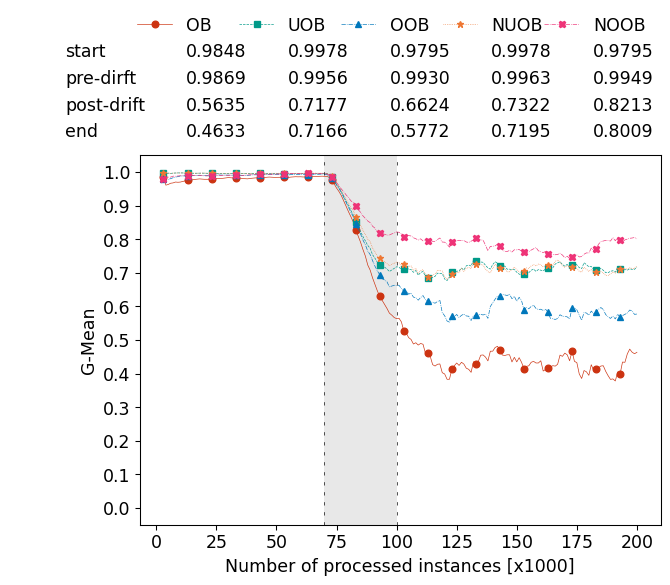 OB UOB OOB NUOB NOOB
start 0.9848 0.9978 0.9795 0.9978 0.9795
pre-dirft 0.9869 0.9956 0.9930 0.9963 0.9949
post-drift 0.5635 0.7177 0.6624 0.7322 0.8213
end 0.4633 0.7166 0.5772 0.7195 0.8009
1.0
0.9
0.8
0.7
0.6
0.5
0.4
0.3
0.2
0.1
0.0
G-Mean
0 25 50 75 100 125 150 175 200
Number of processed instances [x1000]